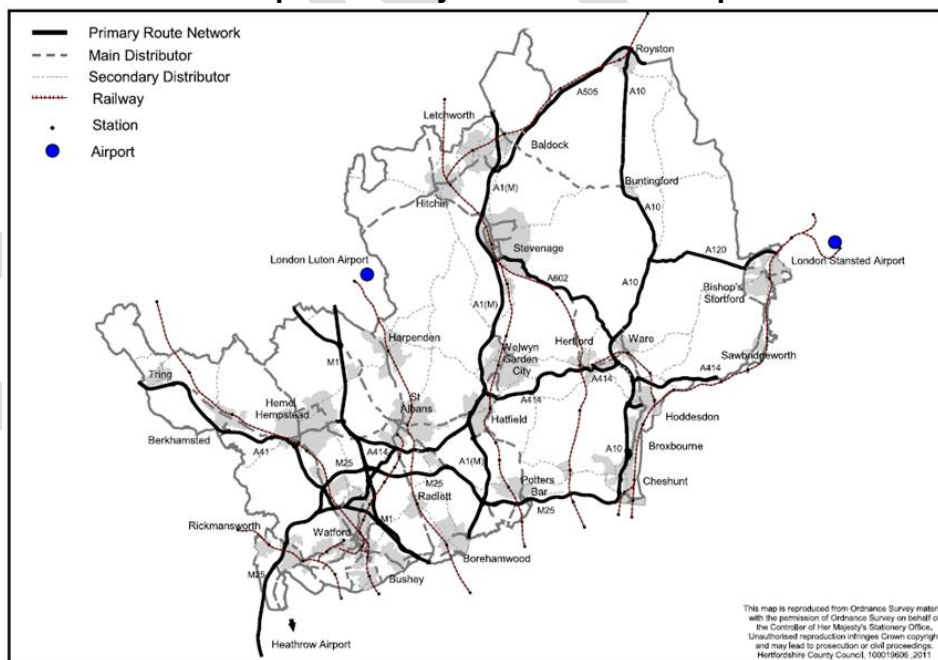 Primary Route Network
Main Distributor
Secondary Distributor
Railway
Station
Airport
Royston
A505
A10
Letchworth
Baldock
A1(M)
Hitchin
Buntingford
A10
Stevenage
A120
London Luton Airport
London Stansted Airport
A602
A10
Bishop's
Stortford
A1(M)
Harpenden
Welwyn
Garden
City
Hertford
Ware
M1
Sawbridgeworth
Tring
A414
A414
A414
Hemel
Hempstead
St
Albans
Hatfield
Hoddesdon
Berkhamsted
A41
M25
A414
A1(M)
Broxbourne
A10
M25
Radlett
Potters
Bar
Cheshunt
M25
Rickmansworth
Watford
M1
Borehamwood
M25
Bushey
Heathrow Airport
This map is reproduced from Ordnance Survey mater
with the permission of Ordnance Survey on behalf of
the Controller of Her Majesty's Stationery Office.
Unauthorised reproduction infringes Crown copyrigh
and may lead to prosecution or civil proceedings.
Hertfordshire County Council, 100019606 ,2011